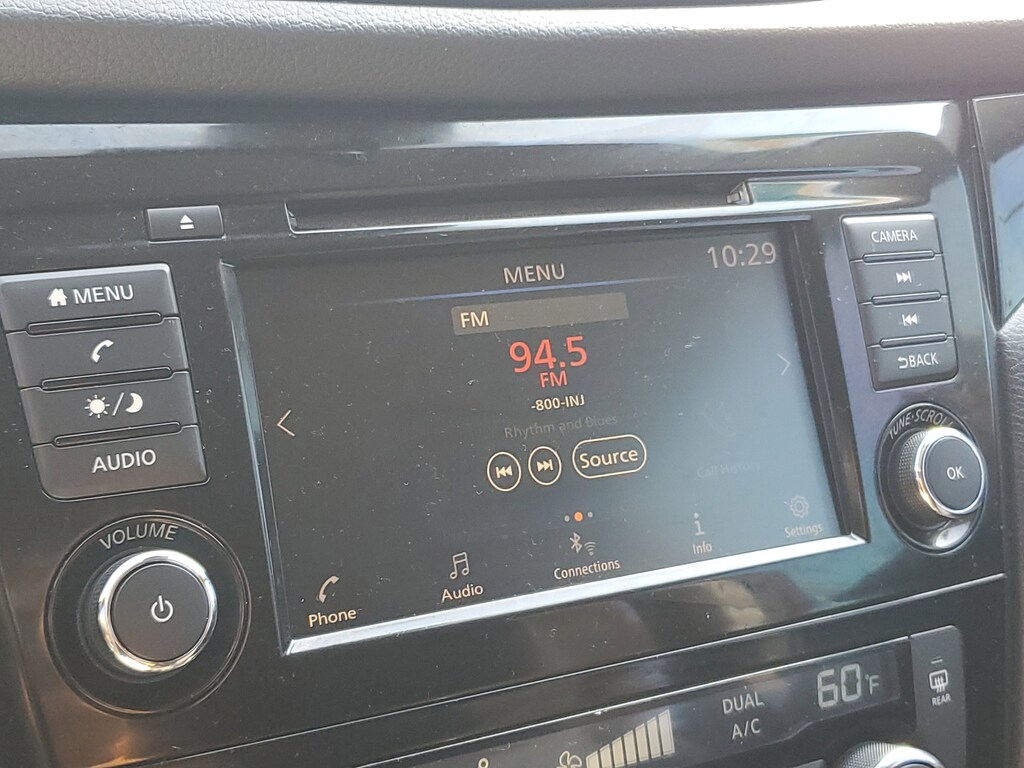 MENU
AUDIO
VOLUME
MENU
10:29
FM
94.5
FM
-800-INJ
Rhythm and Blues
Source
Call History
Phone
Audio
Connections
Info
Settings
CAMERA
BACK
TUNE·SCROLL
OK
DUAL
A/C
60°F
REAR